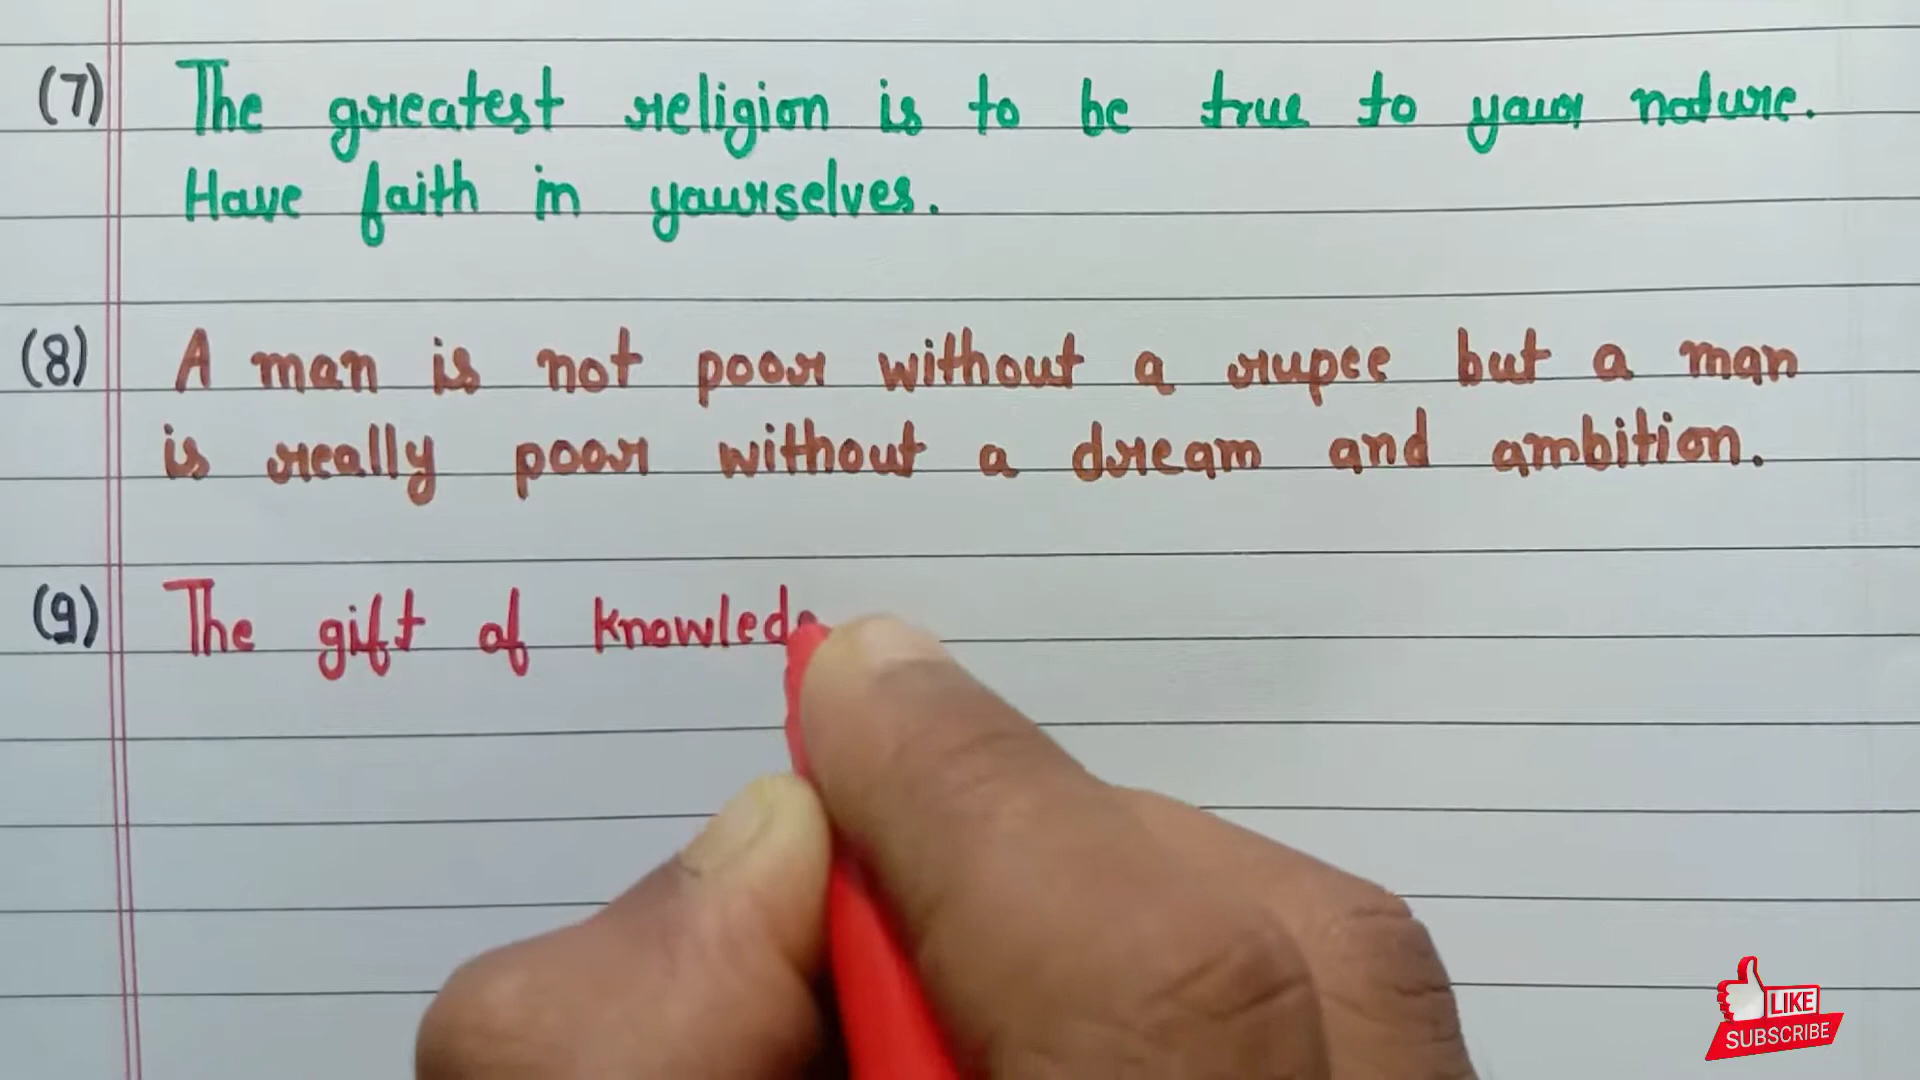 (7) The greatest religion is to be true to your nature.
Have faith in yourselves.
(8) A man is not poor without a rupee but a man
is really poor without a dream and ambition.
(9) The gift of knowled
LIKE
SUBSCRIBE